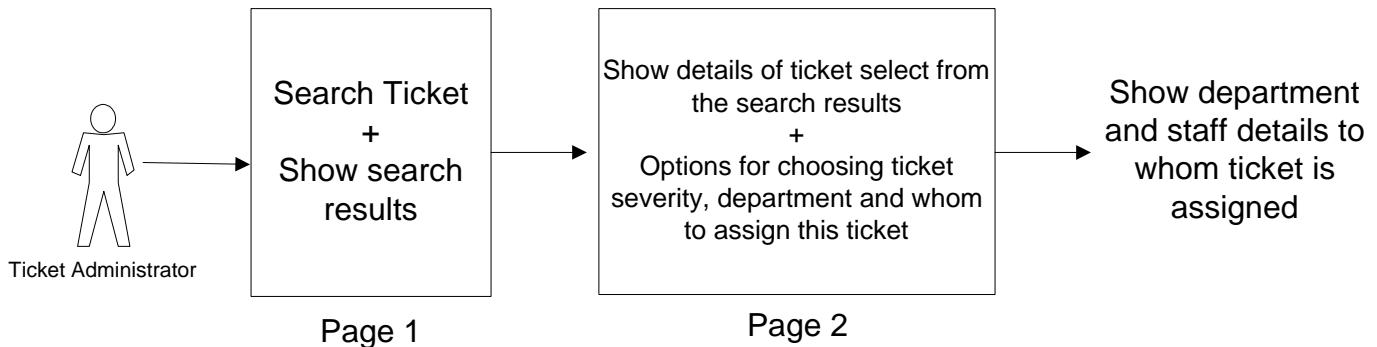 Ticket Administrator
Search Ticket
+
Show search
results
Page 1
Show details of ticket select from
the search results
+
Options for choosing ticket
severity, department and whom
to assign this ticket
Page 2
Show department
and staff details to
whom ticket is
assigned